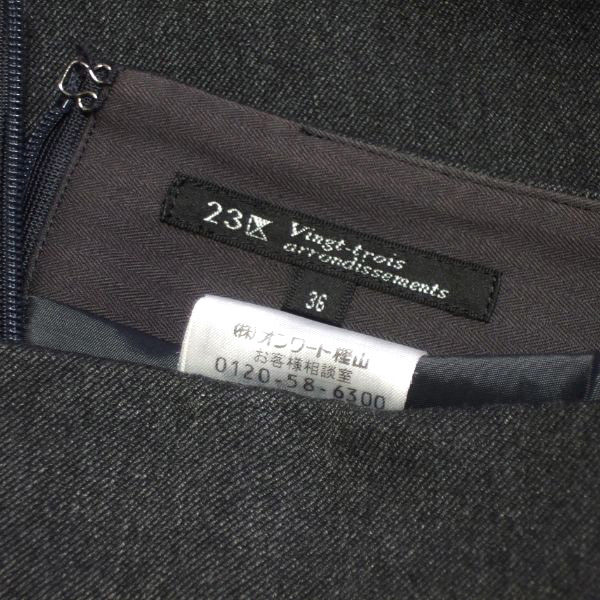 23区 Vingt-trois
arrondissements
36
㈱オンワード樫山
お客様相談室
0120-58-6300